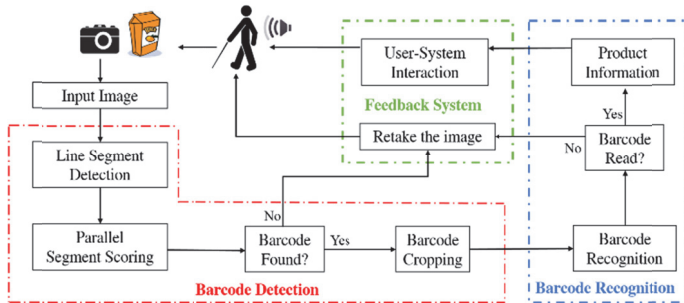 Input Image
Line Segment
Detection
Parallel
Segment Scoring
Barcode
Found?
No
Yes
Barcode
Cropping
Barcode Detection
User-System
Interaction
Feedback System
Retake the image
Product
Information
Yes
No
Barcode
Read?
Barcode
Recognition
Barcode Recognition